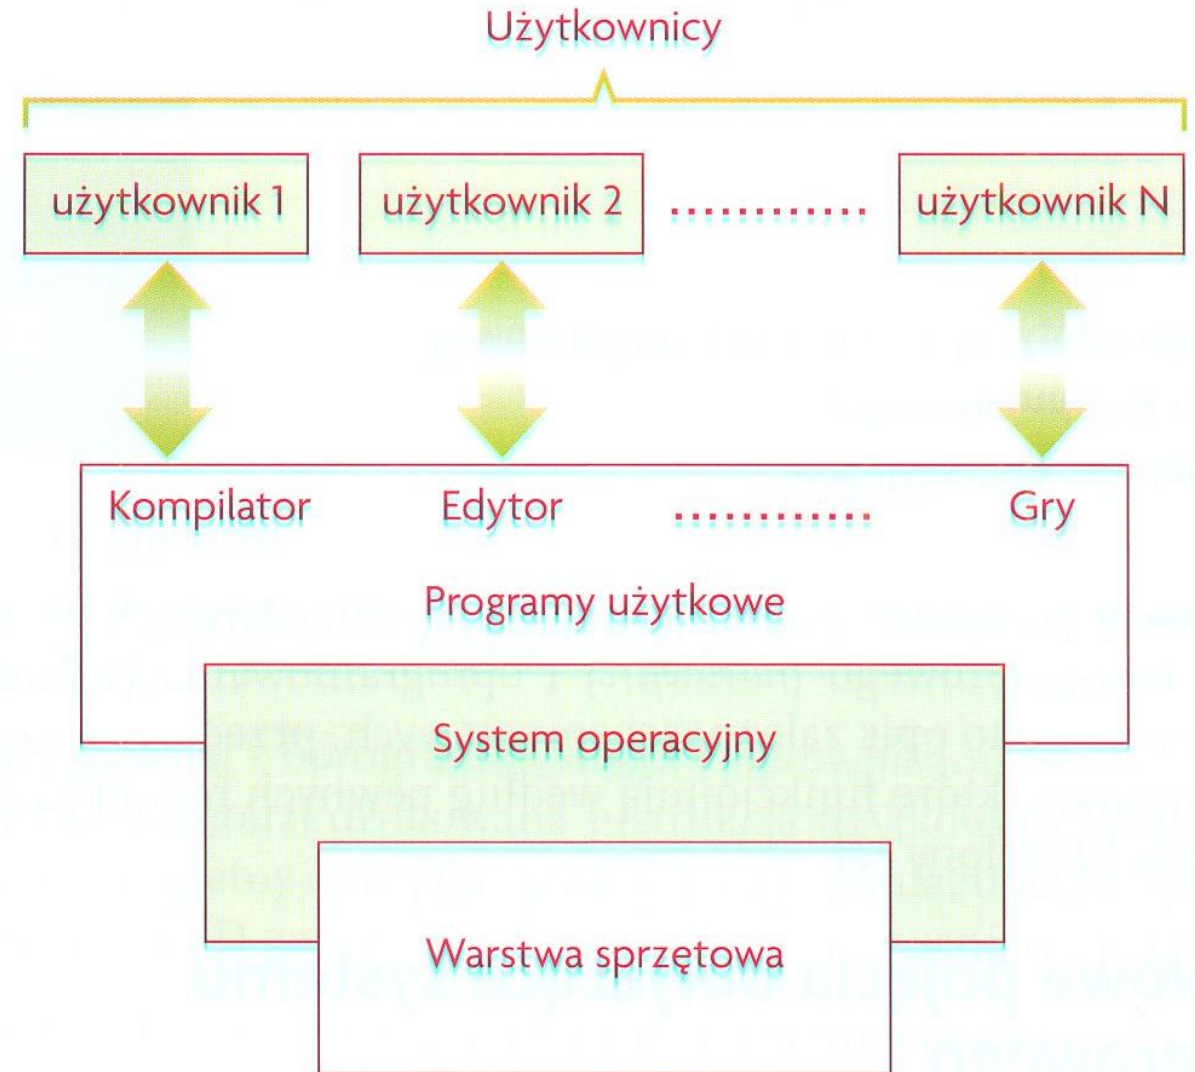 Użytkownicy
użytkownik 1 użytkownik 2 ............ użytkownik N
Kompilator Edytor ............ Gry
Programy użytkowe
System operacyjny
Warstwa sprzętowa